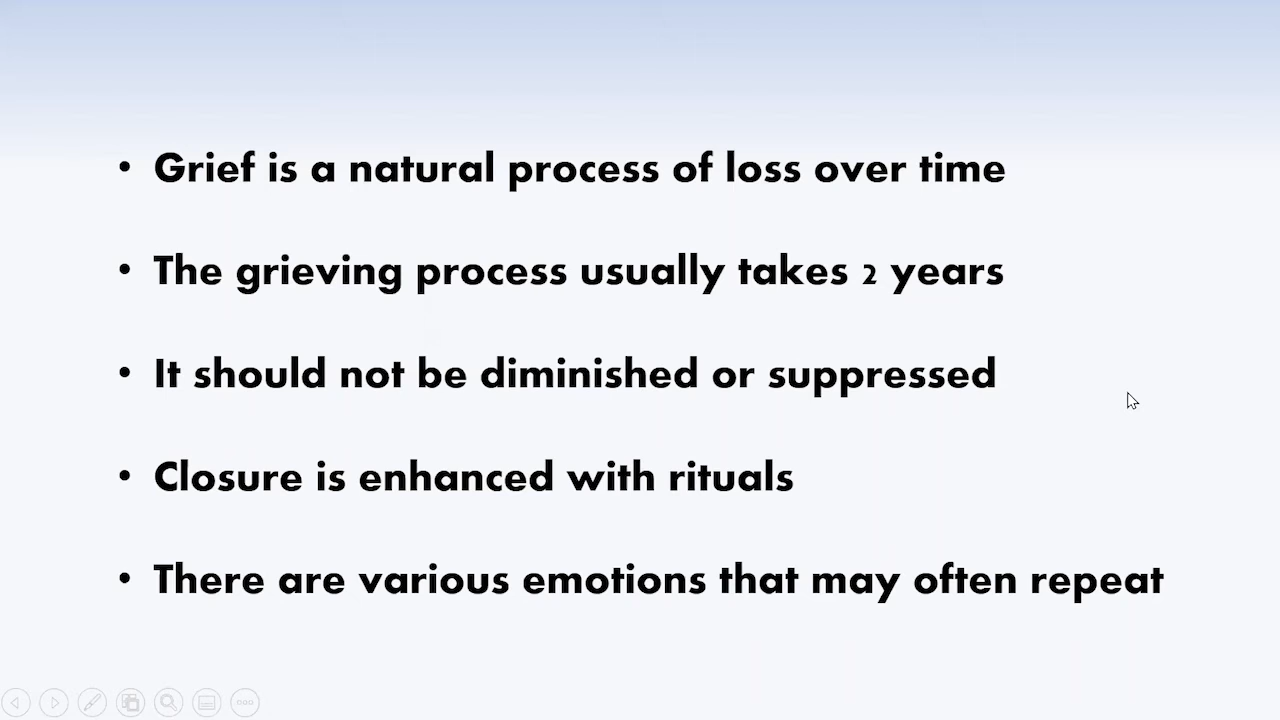 • Grief is a natural process of loss over time
• The grieving process usually takes 2 years
• It should not be diminished or suppressed
• Closure is enhanced with rituals
• There are various emotions that may often repeat